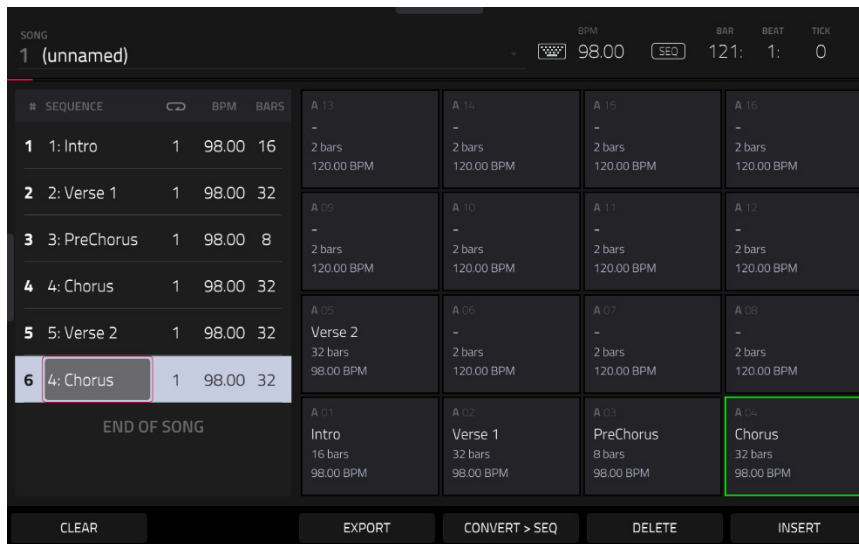 SONG
1 (unnamed)
BPM
98.00
SEQ
BAR BEAT TICK
121: 1: 0
# SEQUENCE BPM BARS
1 1: Intro 1 98.00 16
2 2: Verse 1 1 98.00 32
3 3: PreChorus 1 98.00 8
4 4: Chorus 1 98.00 32
5 5: Verse 2 1 98.00 32
6 4: Chorus 1 98.00 32
END OF SONG
A 13
-
2 bars
120.00 BPM
A 14
-
2 bars
120.00 BPM
A 15
-
2 bars
120.00 BPM
A 16
-
2 bars
120.00 BPM
A 09
-
2 bars
120.00 BPM
A 10
-
2 bars
120.00 BPM
A 11
-
2 bars
120.00 BPM
A 12
-
2 bars
120.00 BPM
A 05
Verse 2
32 bars
98.00 BPM
A 06
-
2 bars
120.00 BPM
A 07
-
2 bars
120.00 BPM
A 08
-
2 bars
120.00 BPM
A 01
Intro
16 bars
98.00 BPM
A 02
Verse 1
32 bars
98.00 BPM
A 03
PreChorus
8 bars
98.00 BPM
A 04
Chorus
32 bars
98.00 BPM
CLEAR EXPORT CONVERT > SEQ DELETE INSERT